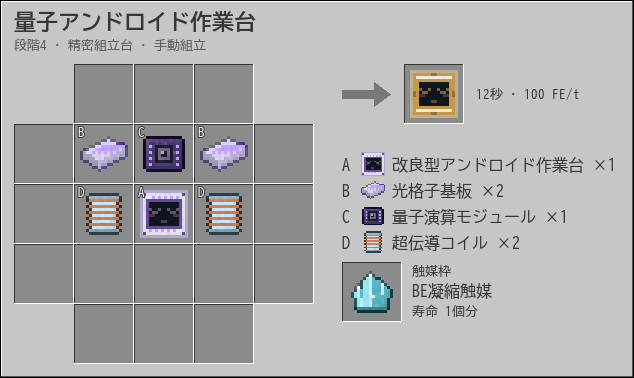 量子アンドロイド作業台
段階4 · 精密組立台 · 手動組立
12秒 · 100 FE/t
B C B
D A D
A 改良型アンドロイド作業台 ×1
B 光格子基板 ×2
C 量子演算モジュール ×1
D 超伝導コイル ×2
触媒枠
BE凝縮触媒
寿命 1個分